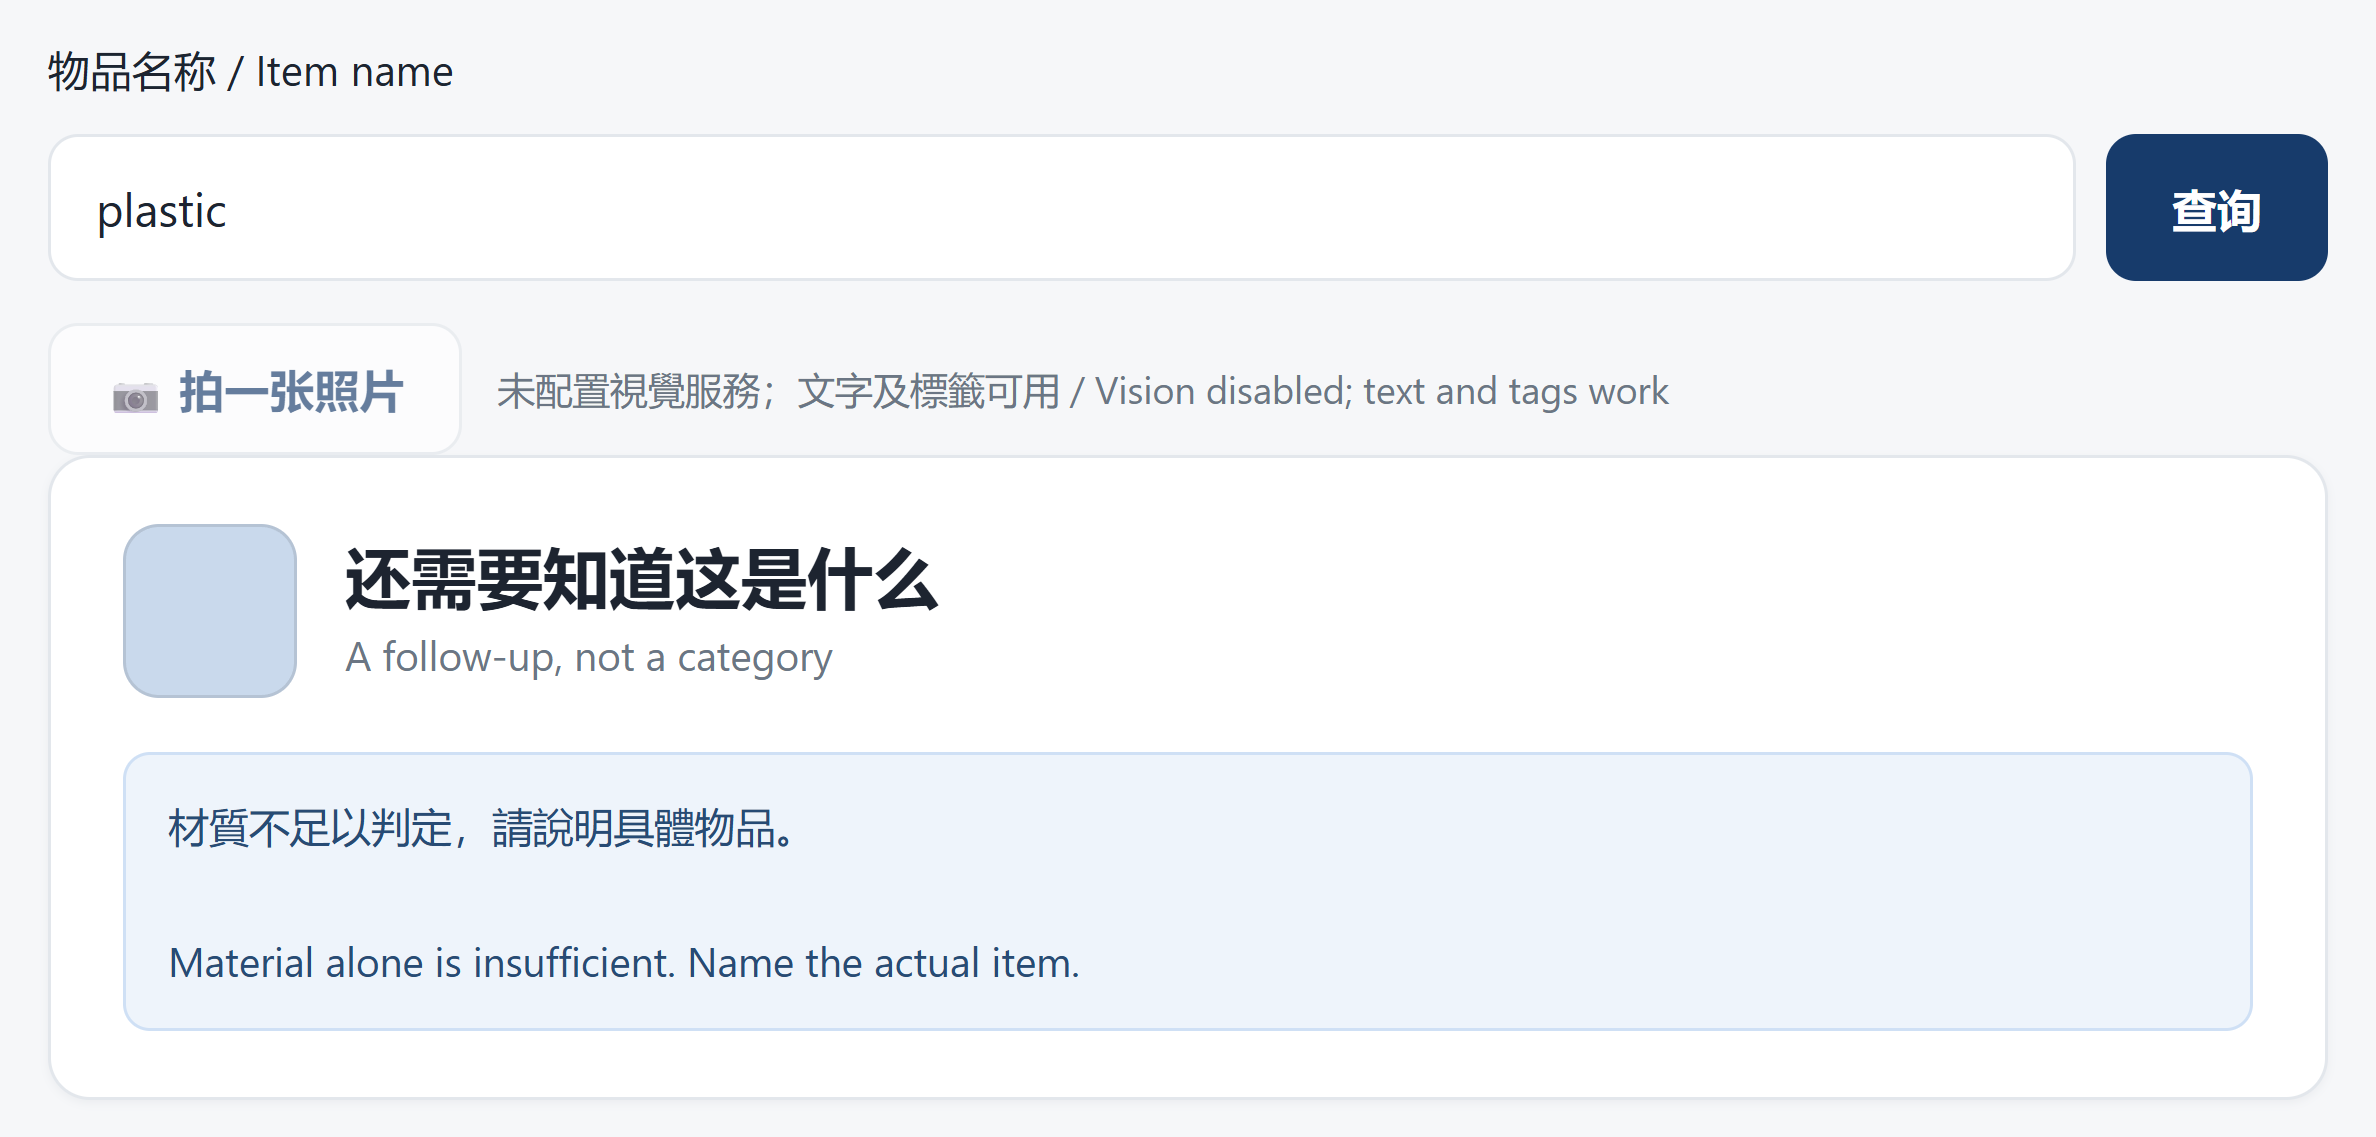 物品名称 / Item name
plastic
查询
拍一张照片
未配置視覺服務；文字及標籤可用 / Vision disabled; text and tags work
还需要知道这是什么
A follow-up, not a category
材質不足以判定，請說明具體物品。
Material alone is insufficient. Name the actual item.